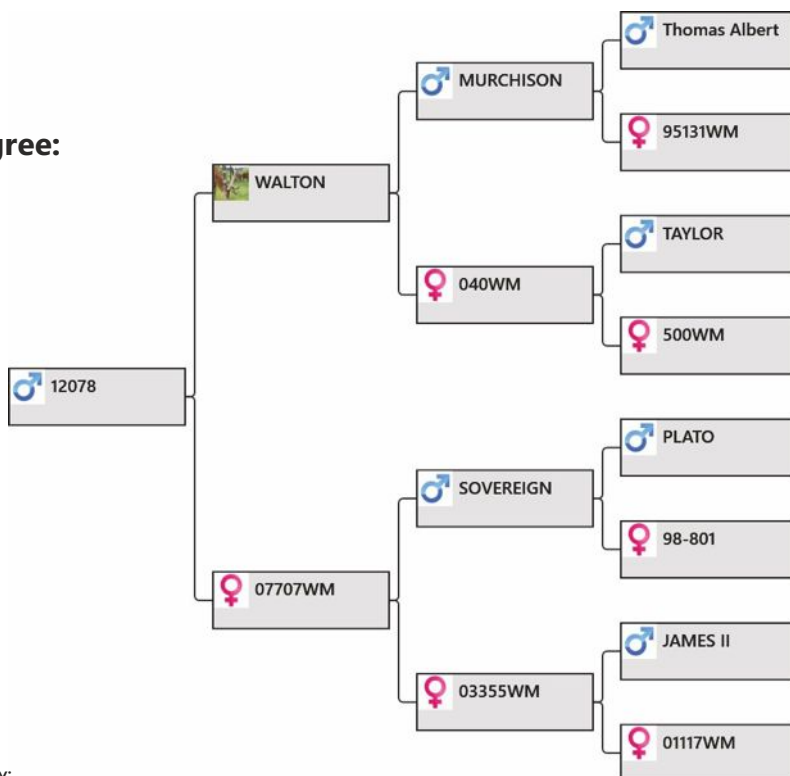 Thomas Albert
MURCHISON
95131WM
gree:
WALTON
TAYLOR
040WM
500WM
12078
PLATO
SOVEREIGN
98-801
07707WM
JAMES II
03355WM
01117WM